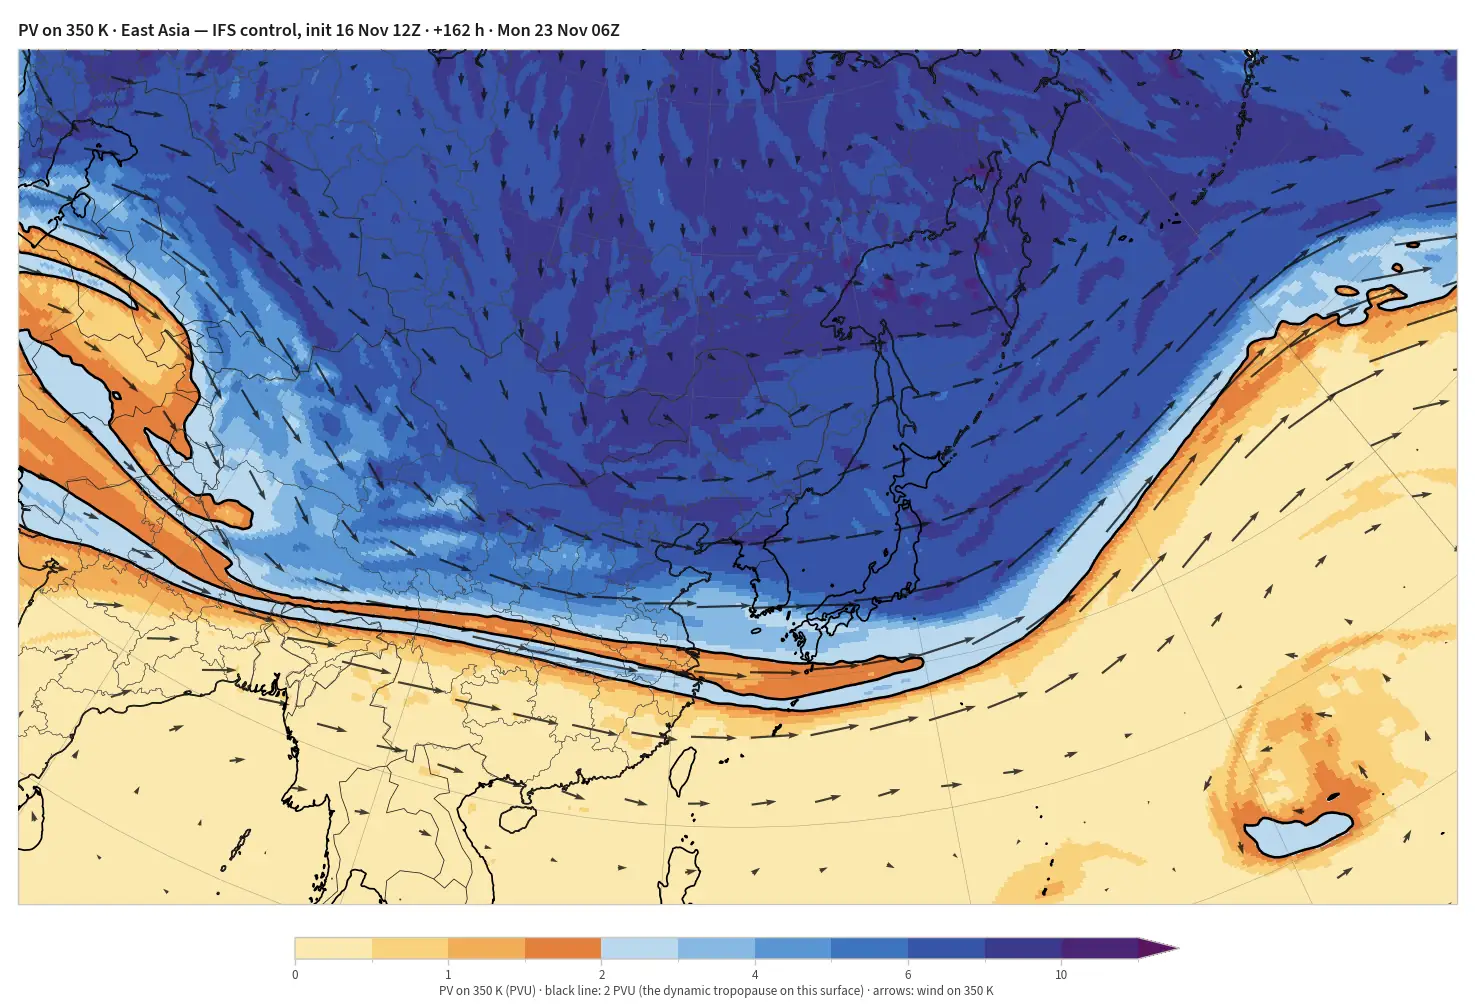 PV on 350 K · East Asia — IFS control, init 16 Nov 12Z · +162 h · Mon 23 Nov 06Z
0 1 2 4 6 10
PV on 350 K (PVU) · black line: 2 PVU (the dynamic tropopause on this surface) · arrows: wind on 350 K